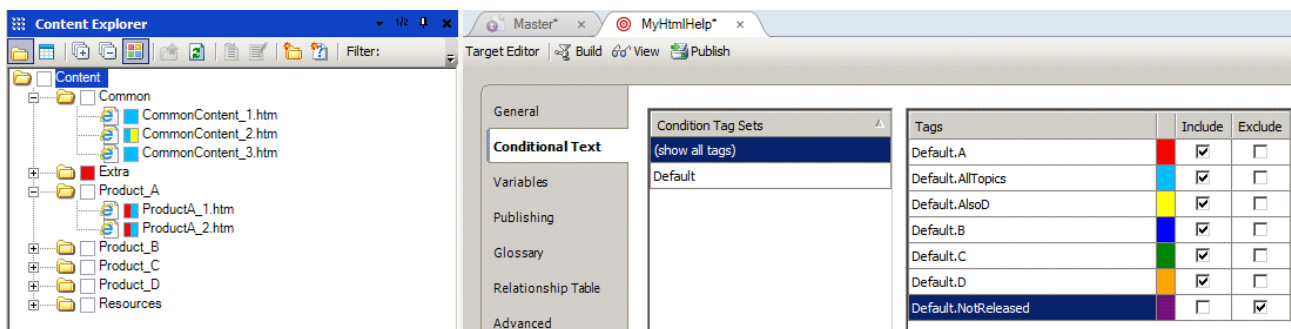 Content Explorer 1/2
Filter:
Content
Common
CommonContent_1.htm
CommonContent_2.htm
CommonContent_3.htm
Extra
Product_A
ProductA_1.htm
ProductA_2.htm
Product_B
Product_C
Product_D
Resources
Master* x MyHtmlHelp* x
Target Editor Build View Publish
General
Conditional Text
Variables
Publishing
Glossary
Relationship Table
Advanced
Condition Tag Sets
(show all tags)
Default
Tags Include Exclude
Default.A
Default.AllTopics
Default.AlsoD
Default.B
Default.C
Default.D
Default.NotReleased